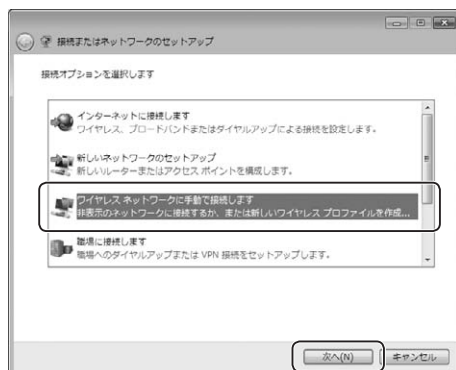 接続またはネットワークのセットアップ
接続オプションを選択します
インターネットに接続します
ワイヤレス、ブロードバンドまたはダイヤルアップによる接続を設定します。
新しいネットワークのセットアップ
新しいルーターまたはアクセス ポイントを構成します。
ワイヤレス ネットワークに手動で接続します
非表示のネットワークに接続するか、または新しいワイヤレス プロファイルを作成...
職場に接続します
職場へのダイヤルアップまたは VPN 接続をセットアップします。
次へ(N)
キャンセル